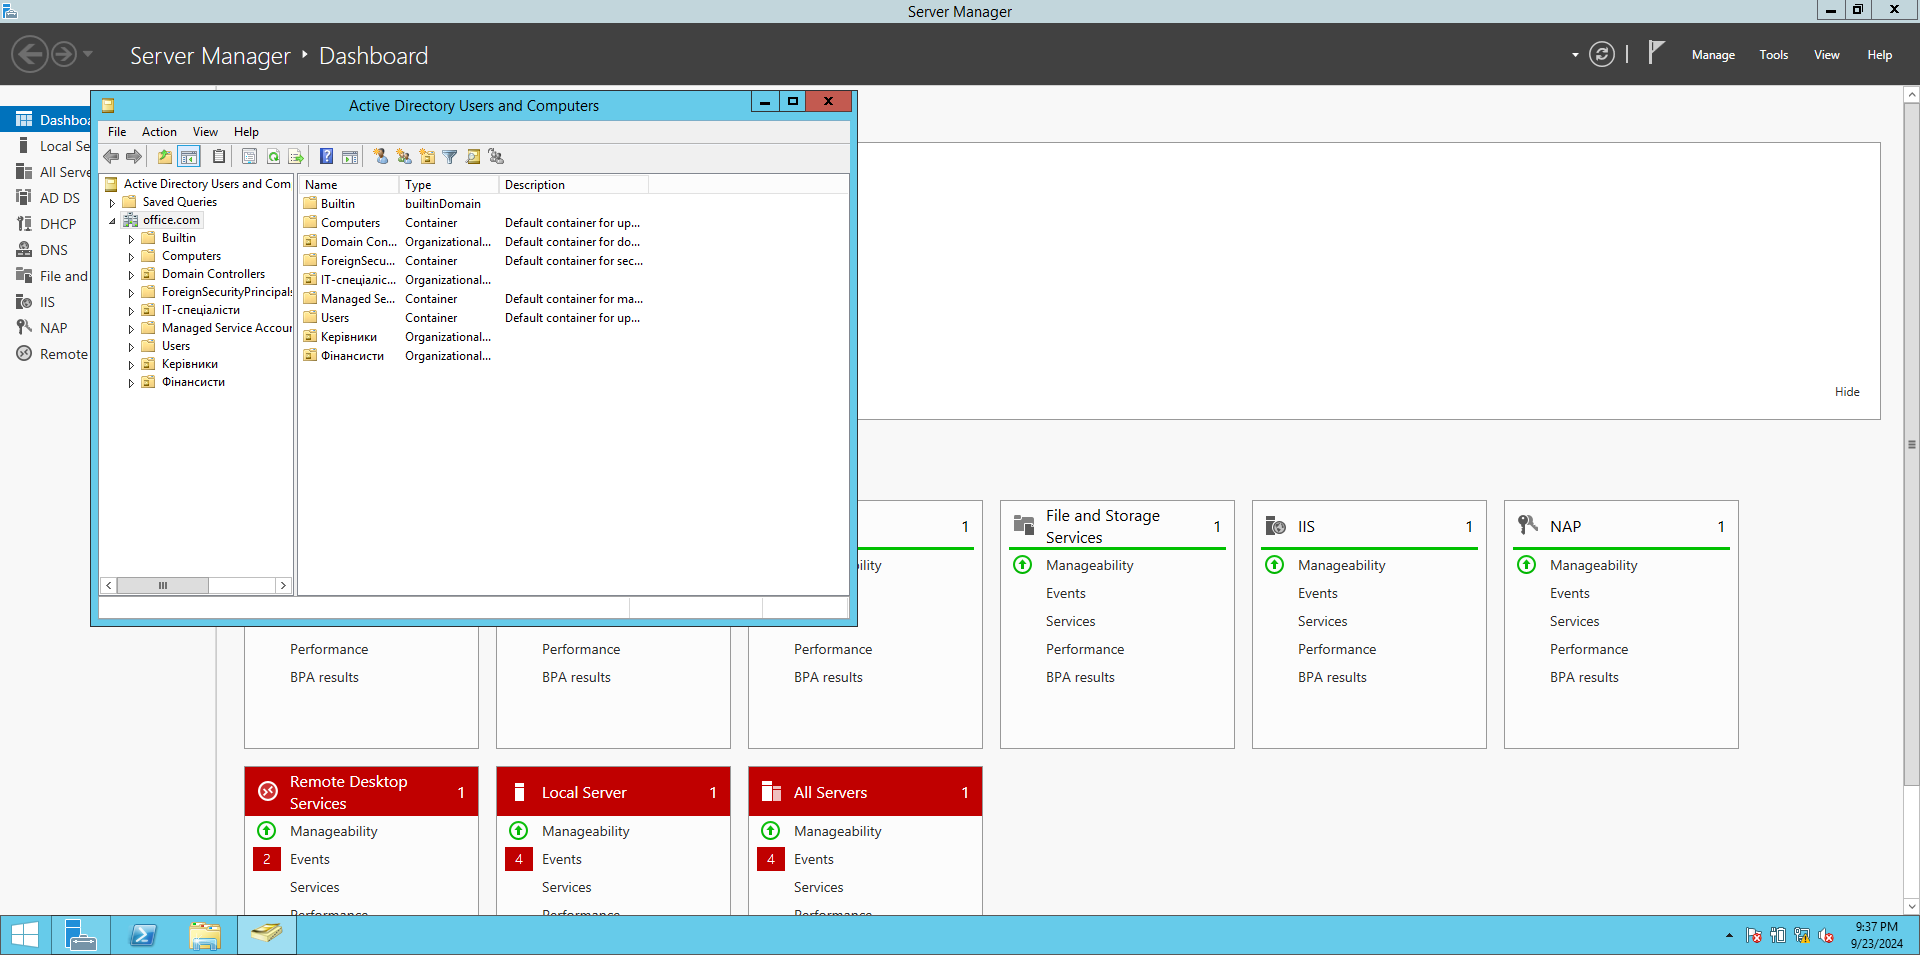 Server Manager
Server Manager ‣ Dashboard
Manage Tools View Help
Dashboa
Local Se
All Serve
AD DS
DHCP
DNS
File and
IIS
NAP
Remote
Active Directory Users and Computers
File Action View Help
Active Directory Users and Com
Saved Queries
office.com
Builtin
Computers
Domain Controllers
ForeignSecurityPrincipals
ІТ-спеціалісти
Managed Service Accour
Users
Керівники
Фінансисти
Name Type Description
Builtin builtinDomain
Computers Container Default container for up...
Domain Con... Organizational... Default container for do...
ForeignSecu... Container Default container for sec...
ІТ-спеціаліс... Organizational...
Managed Se... Container Default container for ma...
Users Container Default container for up...
Керівники Organizational...
Фінансисти Organizational...
Hide
1
ility
Performance
BPA results
Performance
BPA results
Performance
BPA results
File and Storage
Services 1
Manageability
Events
Services
Performance
BPA results
IIS 1
Manageability
Events
Services
Performance
BPA results
NAP 1
Manageability
Events
Services
Performance
BPA results
Remote Desktop
Services 1
Manageability
2 Events
Services
Performance
Local Server 1
Manageability
4 Events
Services
Performance
All Servers 1
Manageability
4 Events
Services
Performance
9:37 PM
9/23/2024